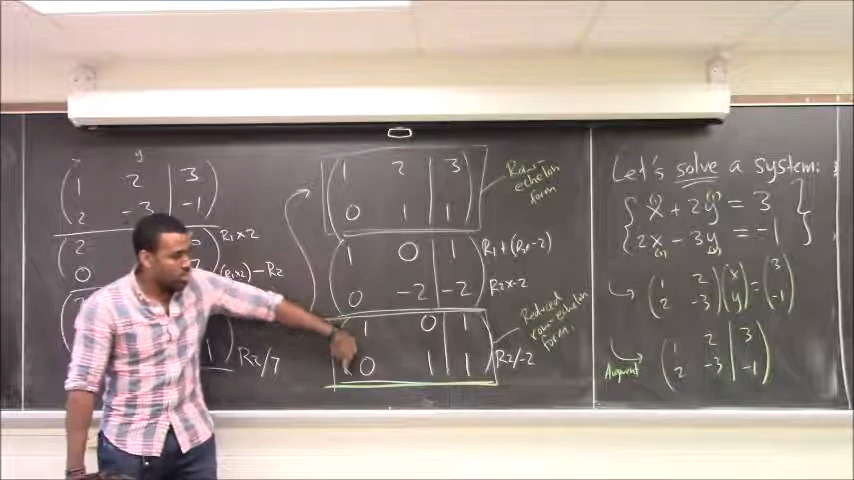 x y
1 2 | 3
2 -3 | -1
2
0
R1×2
(R1×2)-R2
1
R2/7
1 2 | 3
0 1 | 1
Row-
echelon
form
1 0 | 1
0 -2 | -2
R1+(R2·-2)
R2×-2
1 0 | 1
0 1 | 1
R2/-2
Reduced
row-echelon
form.
Let's solve a system:
x + 2y = 3
2x - 3y = -1
(1 2) (x) = (3)
(2 -3) (y) (-1)
Augment
1 2 | 3
2 -3 | -1